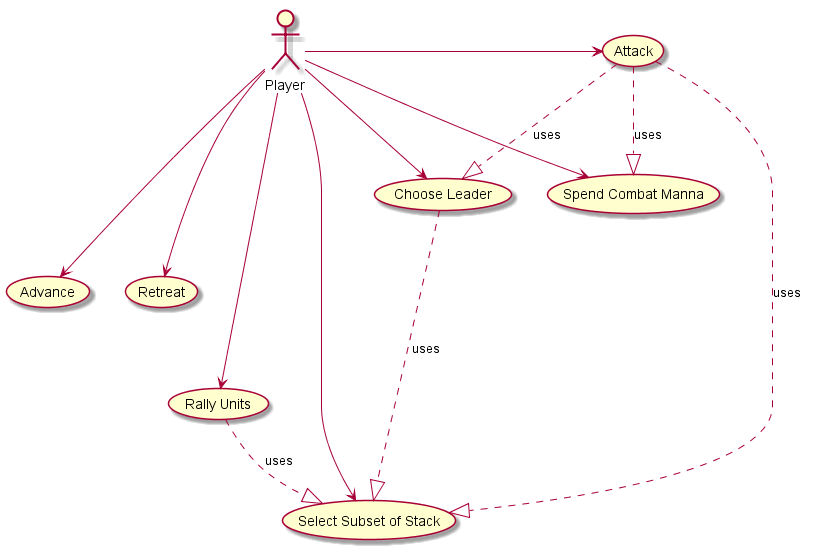 Attack
Player
uses
uses
Choose Leader
Spend Combat Manna
Advance
Retreat
uses
uses
Rally Units
uses
Select Subset of Stack